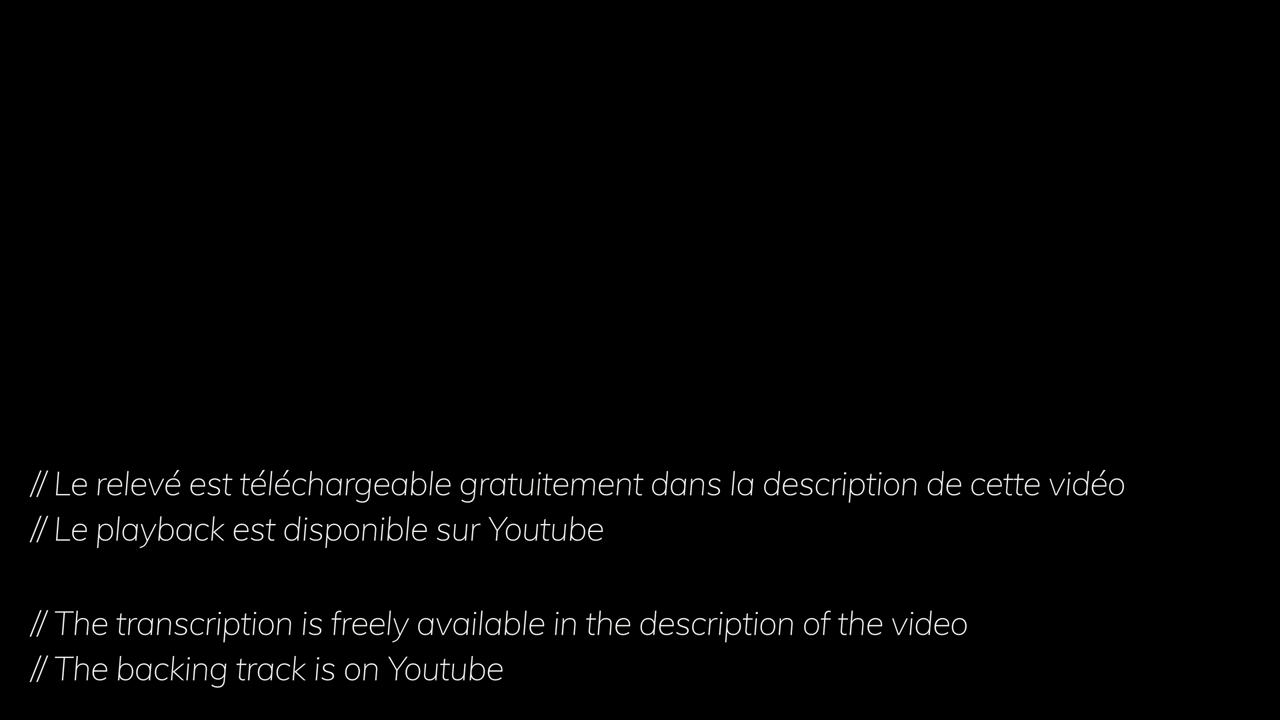 // Le relevé est téléchargeable gratuitement dans la description de cette vidéo
// Le playback est disponible sur Youtube
// The transcription is freely available in the description of the video
// The backing track is on Youtube